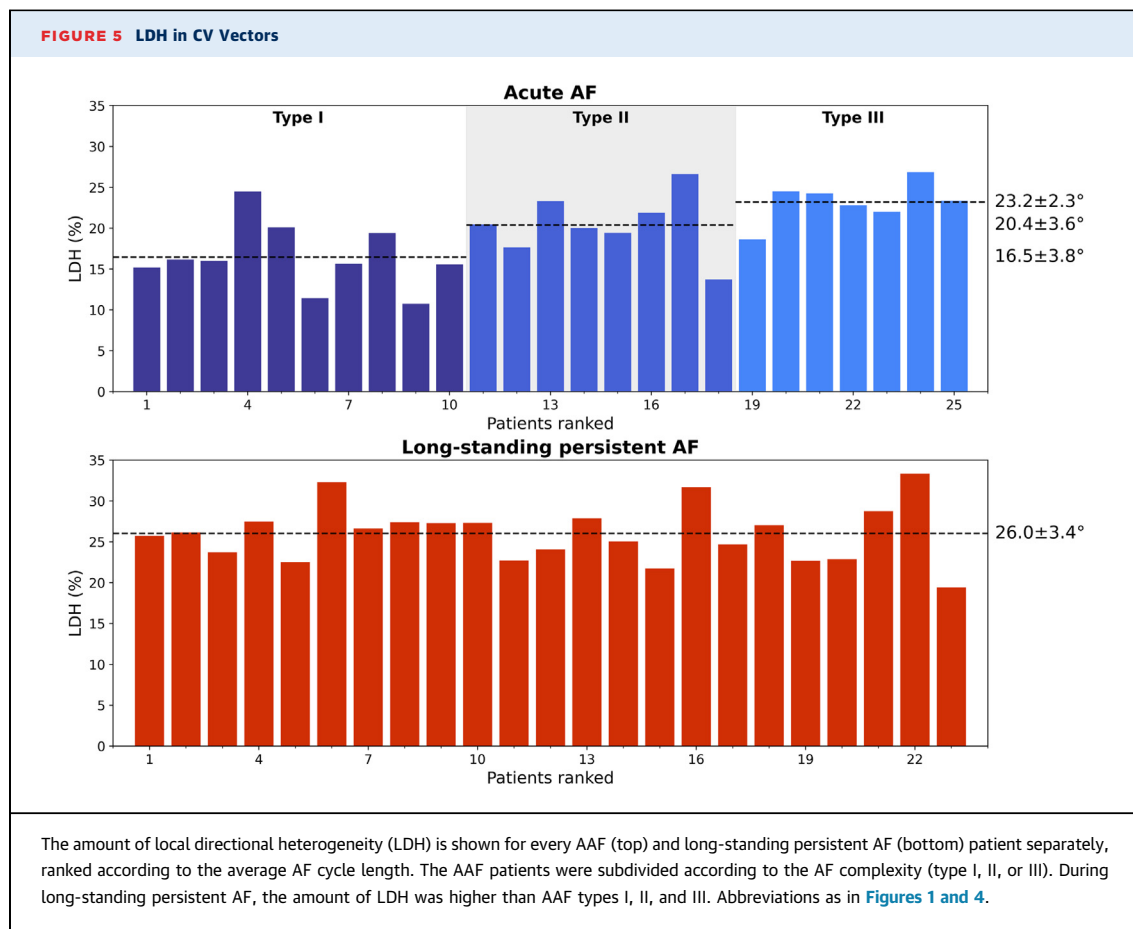 FIGURE 5 LDH in CV Vectors
Acute AF
Type I Type II Type III
35
30
25
20
15
10
5
0
LDH (%)
23.2±2.3°
20.4±3.6°
16.5±3.8°
1 4 7 10 13 16 19 22 25
Patients ranked
Long-standing persistent AF
35
30
25
20
15
10
5
0
LDH (%)
26.0±3.4°
1 4 7 10 13 16 19 22
Patients ranked
The amount of local directional heterogeneity (LDH) is shown for every AAF (top) and long-standing persistent AF (bottom) patient separately,
ranked according to the average AF cycle length. The AAF patients were subdivided according to the AF complexity (type I, II, or III). During
long-standing persistent AF, the amount of LDH was higher than AAF types I, II, and III. Abbreviations as in Figures 1 and 4.